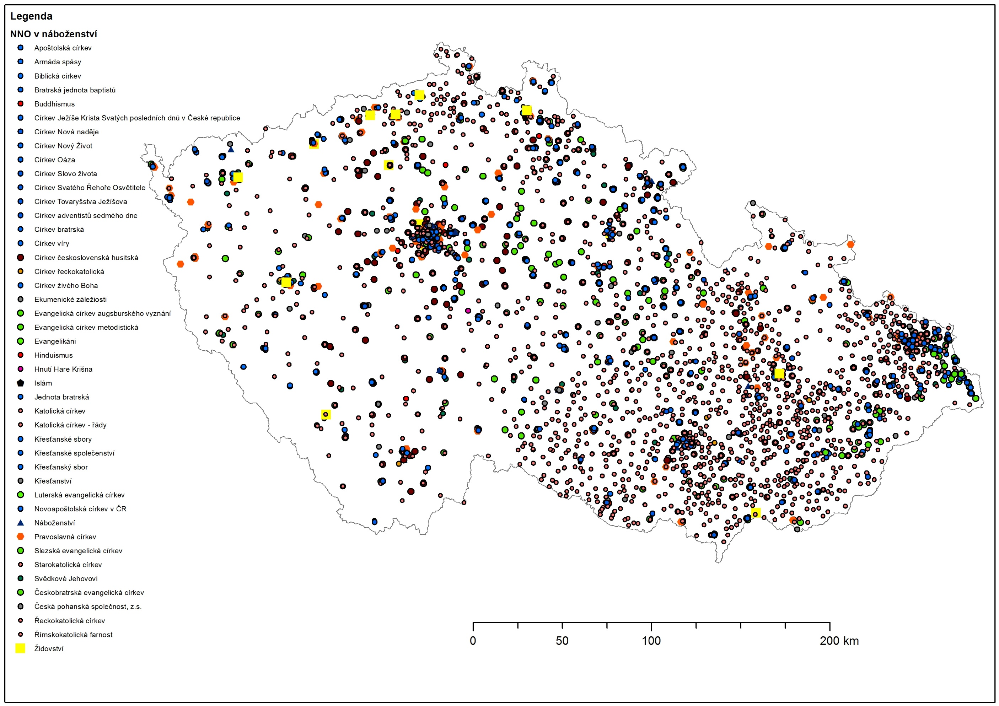 Legenda
NNO v náboženství
Apoštolská církev
Armáda spásy
Biblická církev
Bratrská jednota baptistů
Buddhismus
Církev Ježíše Krista Svatých posledních dnů v České republice
Církev Nová naděje
Církev Nový Život
Církev Oáza
Církev Slovo života
Církev Svatého Řehoře Osvětitele
Církev Tovaryšstva Ježíšova
Církev adventistů sedmého dne
Církev bratrská
Církev víry
Církev československá husitská
Církev řeckokatolická
Církev živého Boha
Ekumenické záležiosti
Evangelická církev augsburského vyznání
Evangelická církev metodistická
Evangelikáni
Hinduismus
Hnutí Hare Krišna
Islám
Jednota bratrská
Katolická církev
Katolická církev - řády
Křesťanské sbory
Křesťanské společenství
Křesťanský sbor
Křesťanství
Luterská evangelická církev
Novoapoštolská církev v ČR
Náboženství
Pravoslavná církev
Slezská evangelická církev
Starokatolická církev
Svědkové Jehovovi
Českobratrská evangelická církev
Česká pohanská společnost, z.s.
Řeckokatolická církev
Římskokatolická farnost
Židovství
0 50 100 200 km